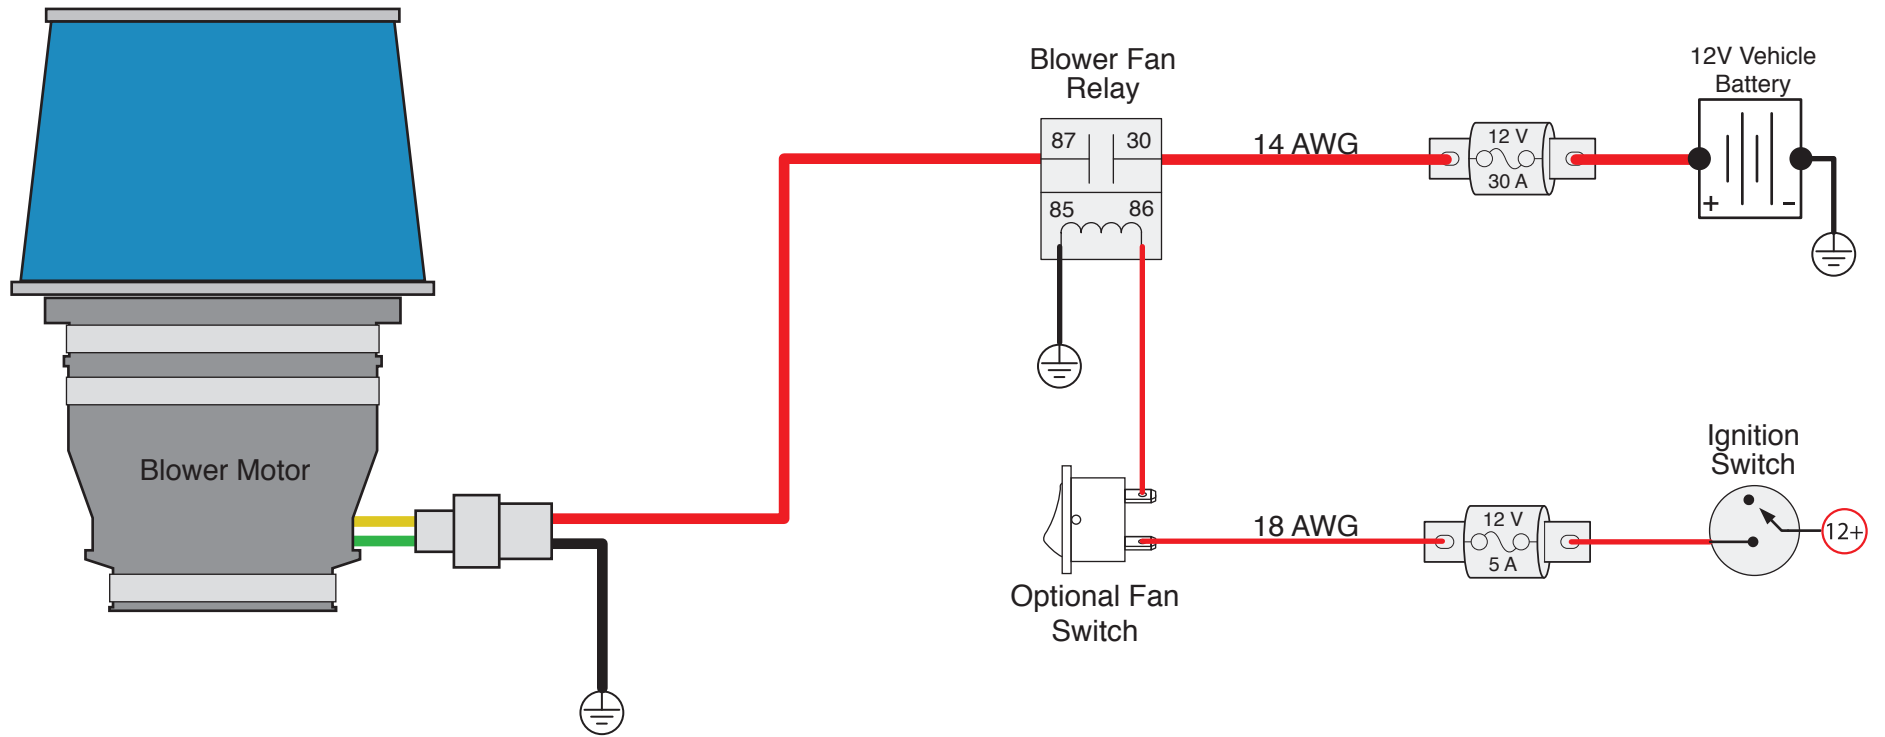 Blower Fan
Relay
87
30
85
86
14 AWG
12 V
30 A
12V Vehicle
Battery
+
−
Blower Motor
Optional Fan
Switch
18 AWG
12 V
5 A
Ignition
Switch
12+